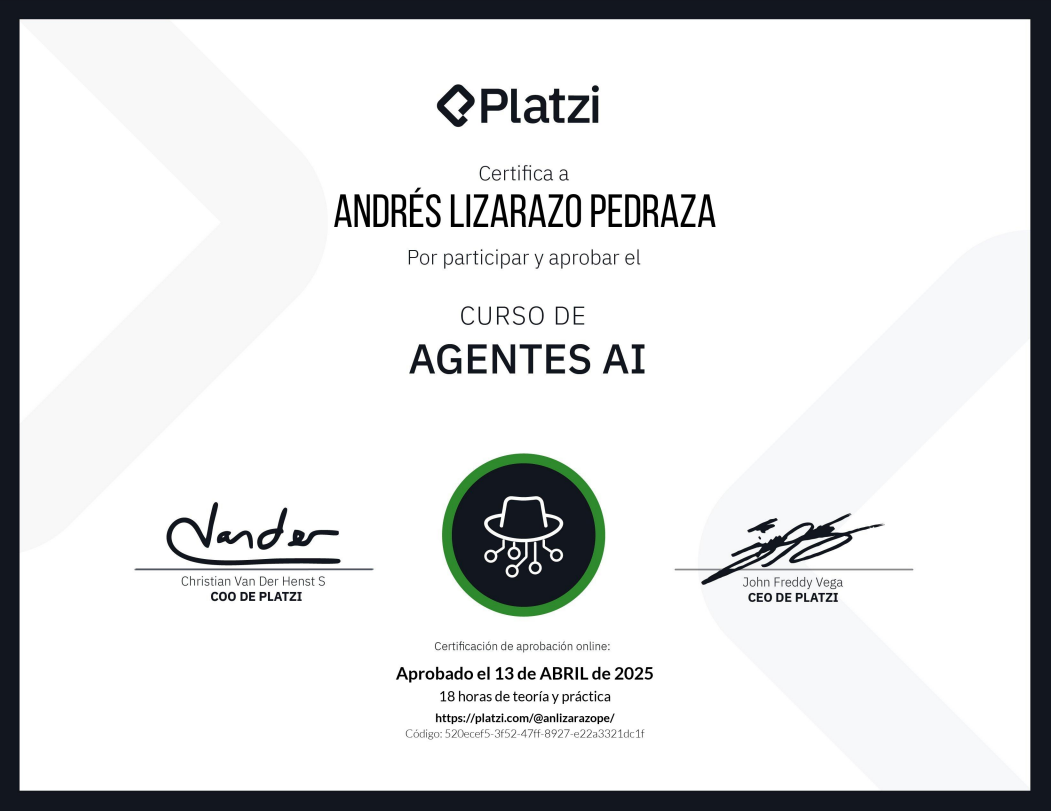 Platzi
Certifica a
ANDRÉS LIZARAZO PEDRAZA
Por participar y aprobar el
CURSO DE
AGENTES AI
Vander
Christian Van Der Henst S
COO DE PLATZI
John Freddy Vega
CEO DE PLATZI
Certificación de aprobación online:
Aprobado el 13 de ABRIL de 2025
18 horas de teoría y práctica
https://platzi.com/@anlizarazope/
Código: 520ecef5-3f52-47ff-8927-e22a3321dc1f